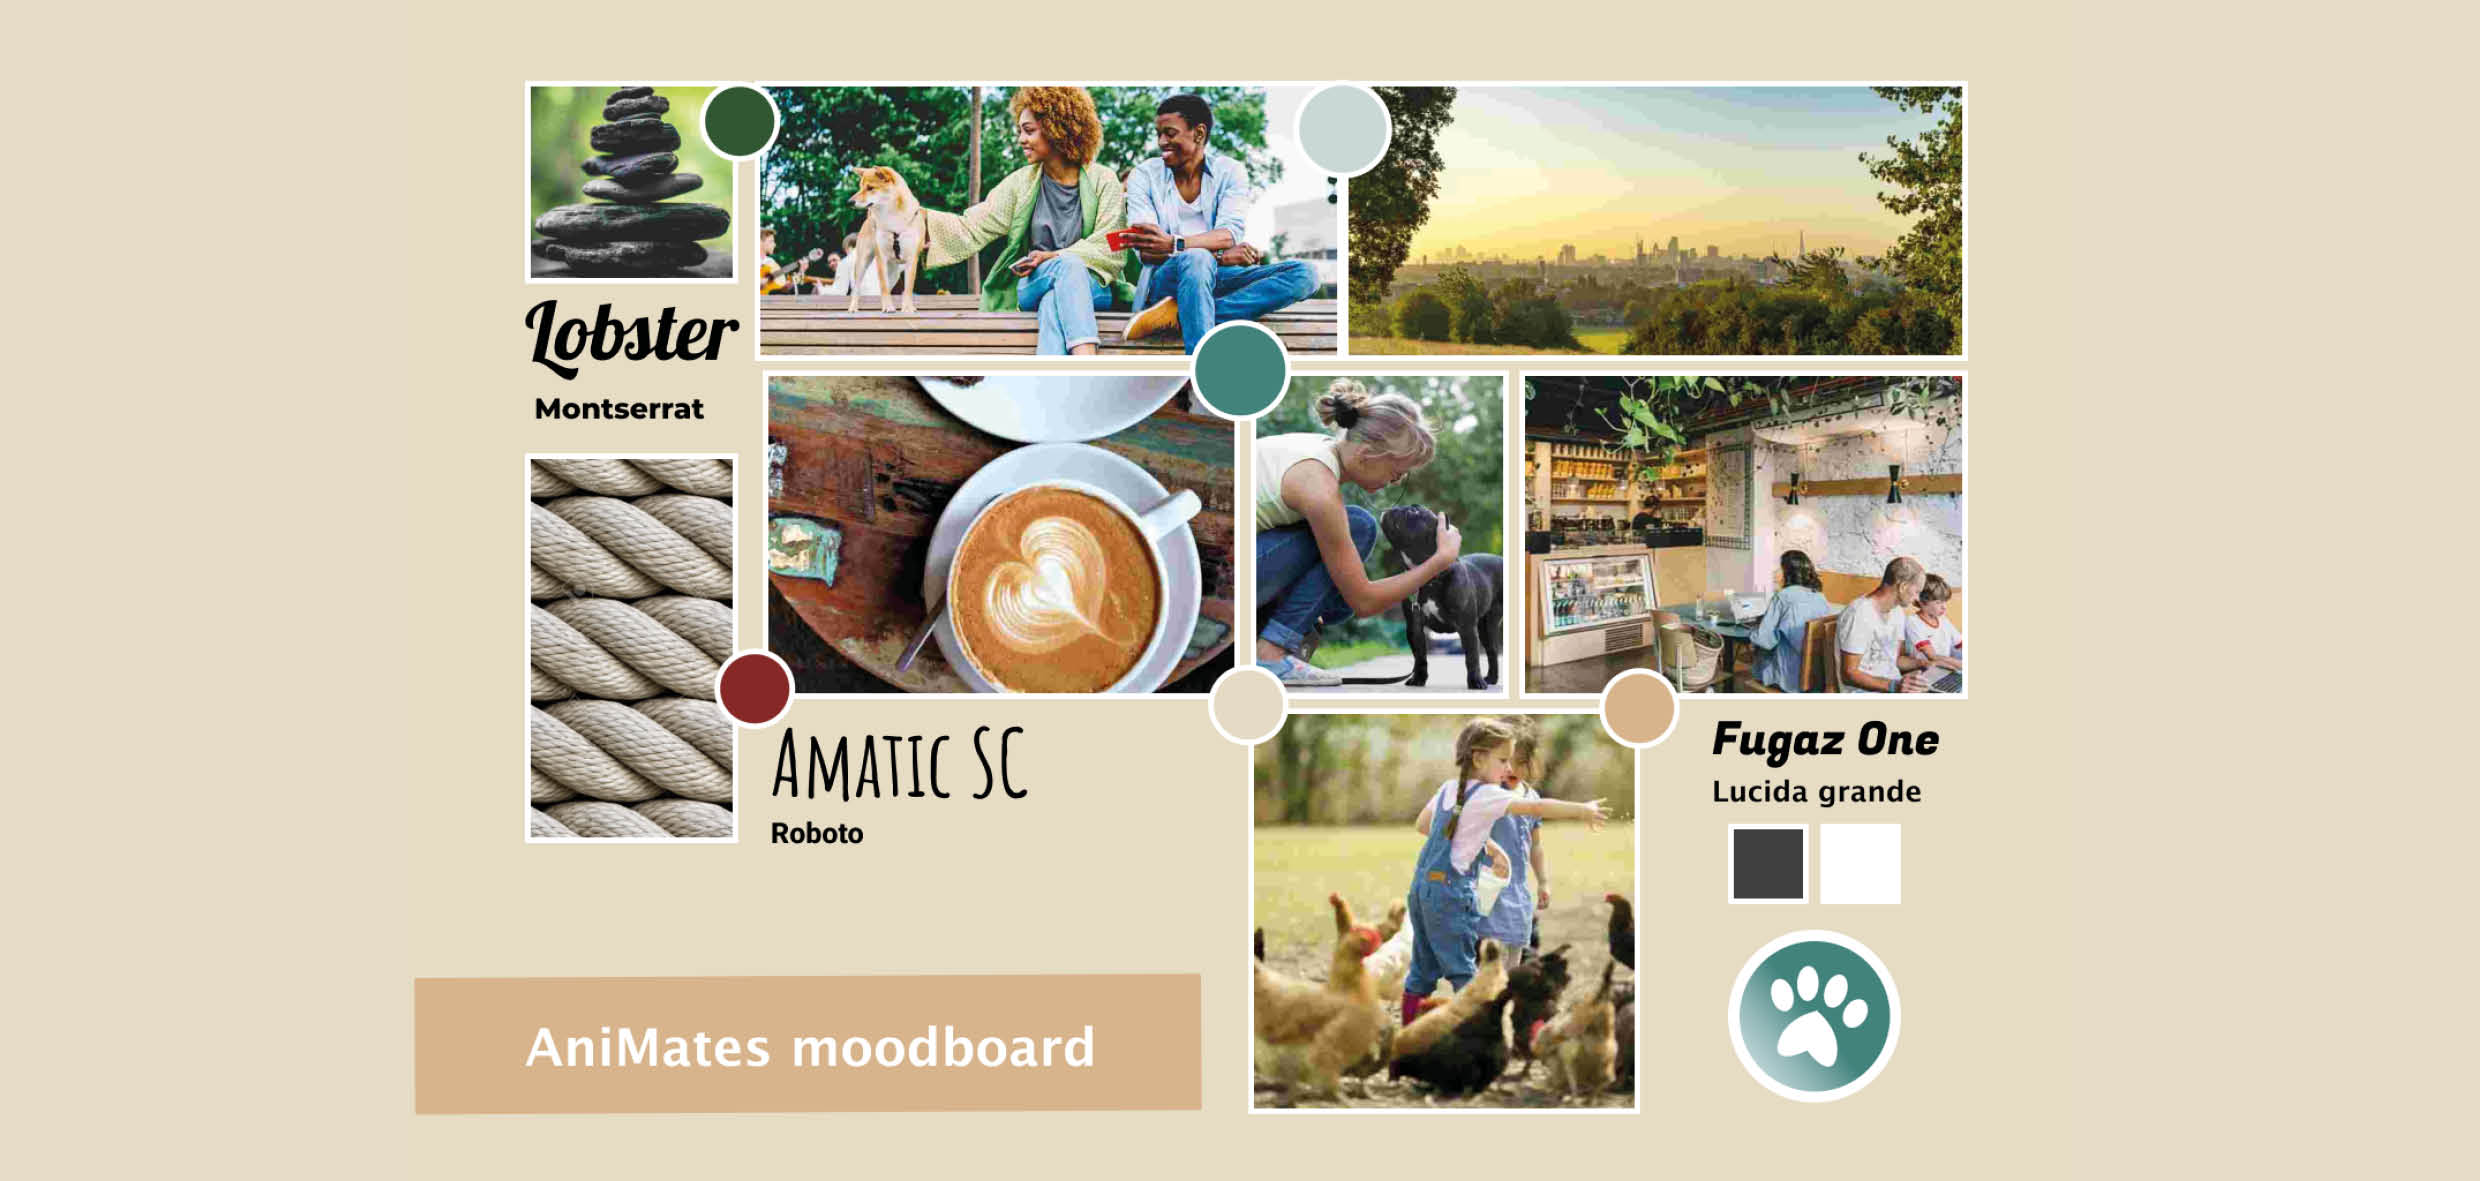 Lobster
Montserrat
Amatic SC
Roboto
Fugaz One
Lucida grande
AniMates moodboard